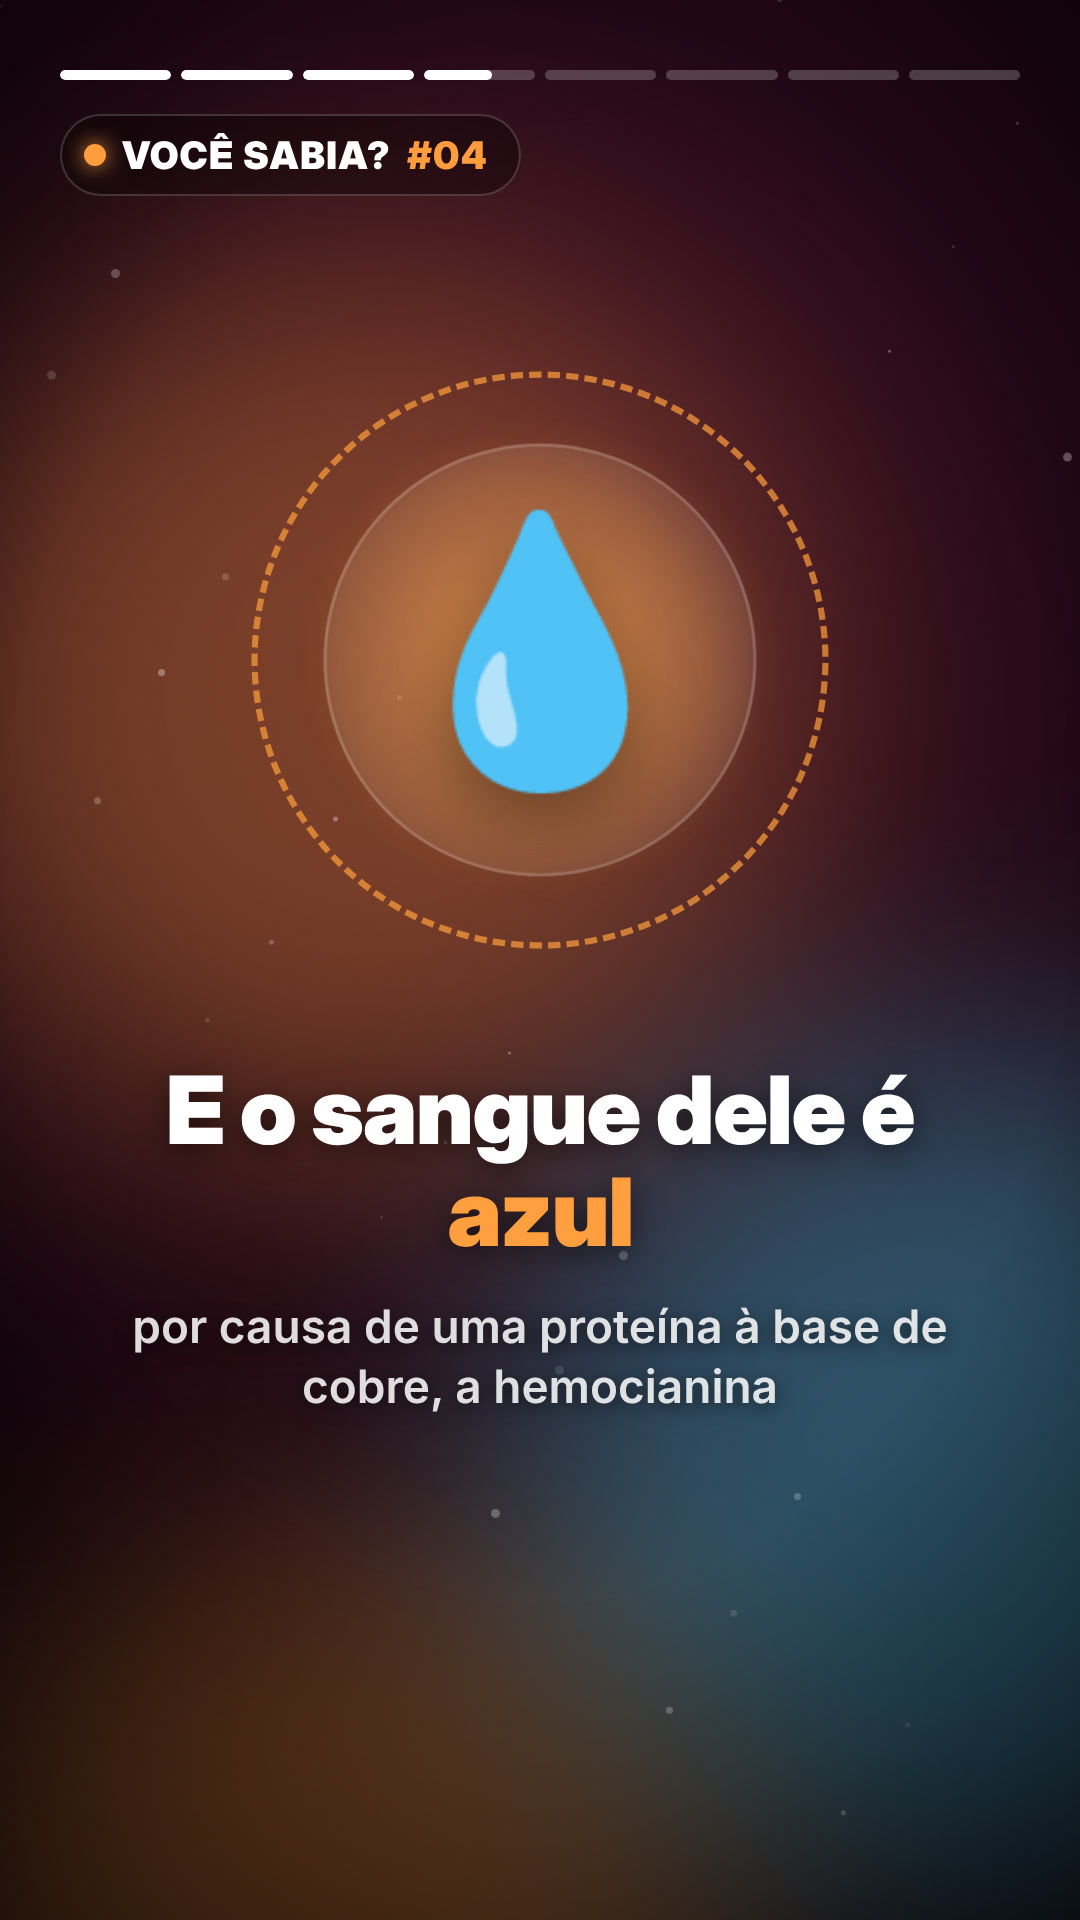 VOCÊ SABIA? #04
E o sangue dele é
azul
por causa de uma proteína à base de
cobre, a hemocianina